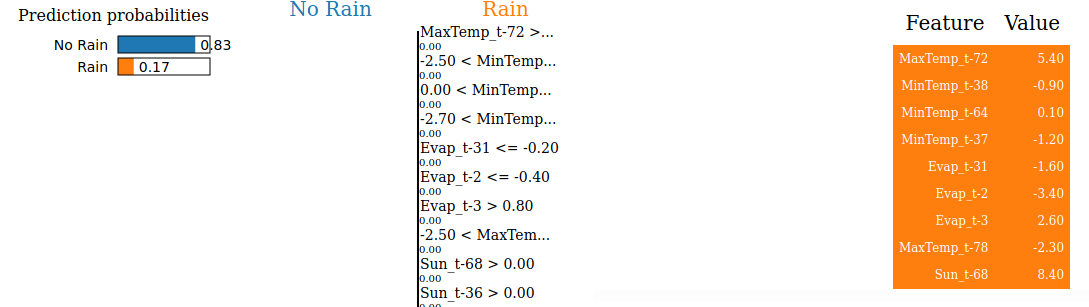 Prediction probabilities
No Rain 0.83
Rain 0.17
No Rain Rain
MaxTemp_t-72 >...
0.00
-2.50 < MinTemp...
0.00
0.00 < MinTemp...
0.00
-2.70 < MinTemp...
0.00
Evap_t-31 <= -0.20
0.00
Evap_t-2 <= -0.40
0.00
Evap_t-3 > 0.80
0.00
-2.50 < MaxTem...
0.00
Sun_t-68 > 0.00
0.00
Sun_t-36 > 0.00
0.00
Feature Value
MaxTemp_t-72 5.40
MinTemp_t-38 -0.90
MinTemp_t-64 0.10
MinTemp_t-37 -1.20
Evap_t-31 -1.60
Evap_t-2 -3.40
Evap_t-3 2.60
MaxTemp_t-78 -2.30
Sun_t-68 8.40